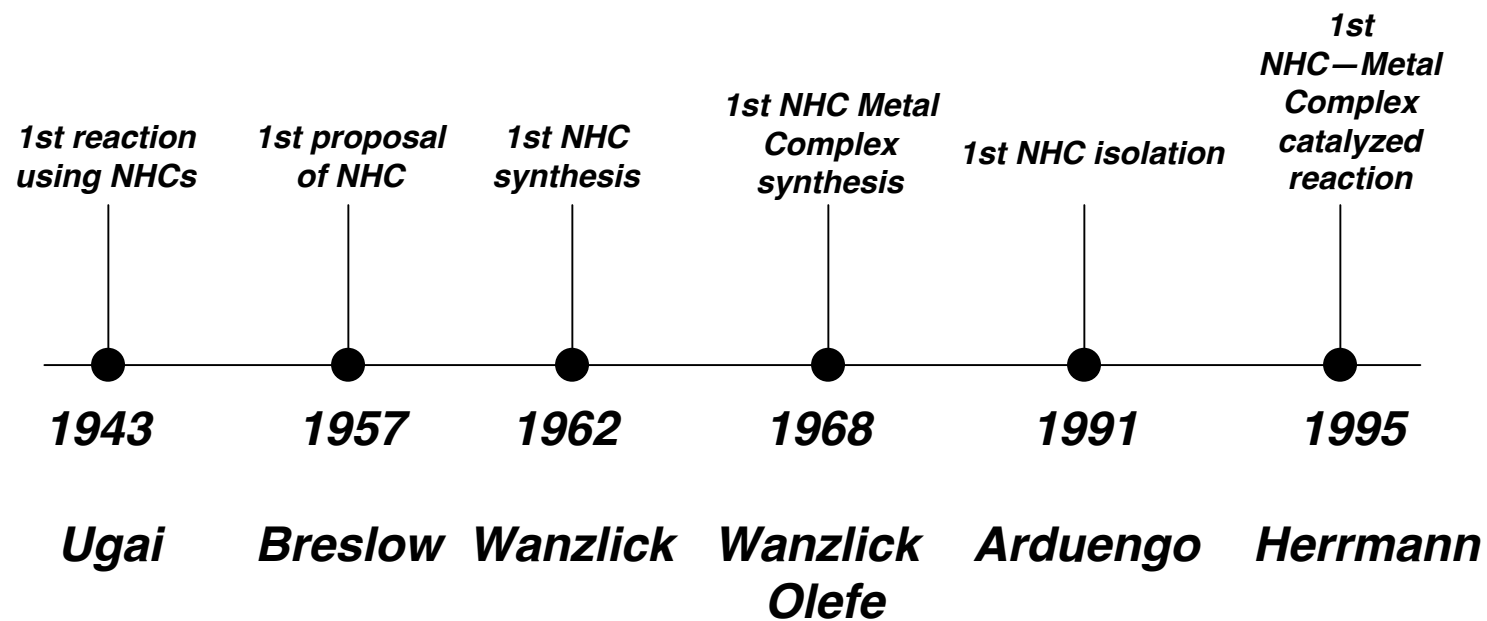 1st reaction
using NHCs
1st proposal
of NHC
1st NHC
synthesis
1st NHC Metal
Complex
synthesis
1st NHC isolation
1st
NHC—Metal
Complex
catalyzed
reaction
1943
1957
1962
1968
1991
1995
Ugai
Breslow
Wanzlick
Wanzlick
Olefe
Arduengo
Herrmann